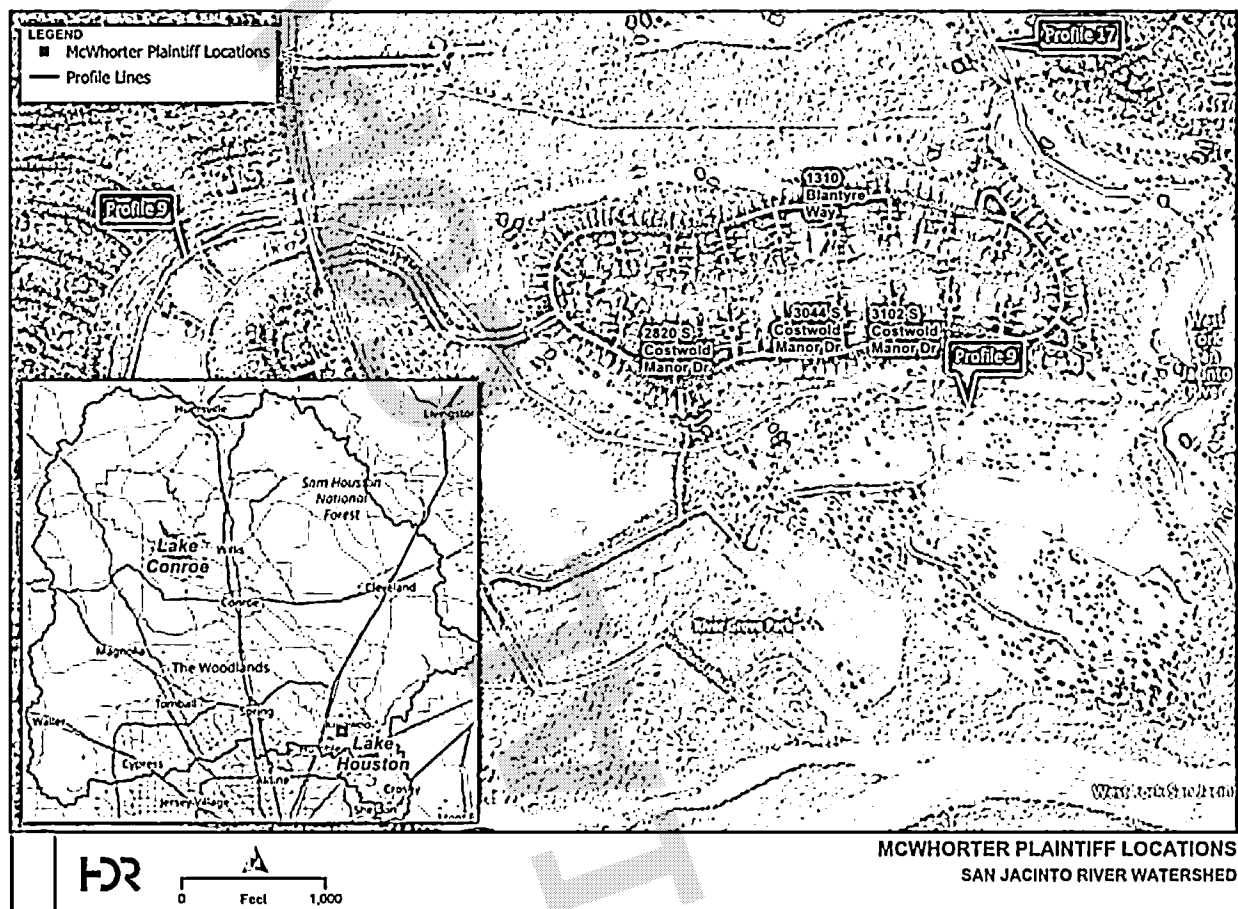 LEGEND
McWhorter Plaintiff Locations
Profile Lines
Profile 17
Profile 9
1310
Blantyre
Way
2820 S
Costwold
Manor Dr
3044 S
Costwold
Manor Dr
3102 S
Costwold
Manor Dr
Profile 9
Huntsville
Livingston
Sam Houston
National
Forest
Lake
Conroe
Willis
Cleveland
Conroe
Magnolia
The Woodlands
Tomball
Spring
Waller
Lake
Houston
Cypress
Aldine
Crosby
Jersey Village
Sheldon
HDR
0 Feet 1,000
MCWHORTER PLAINTIFF LOCATIONS
SAN JACINTO RIVER WATERSHED